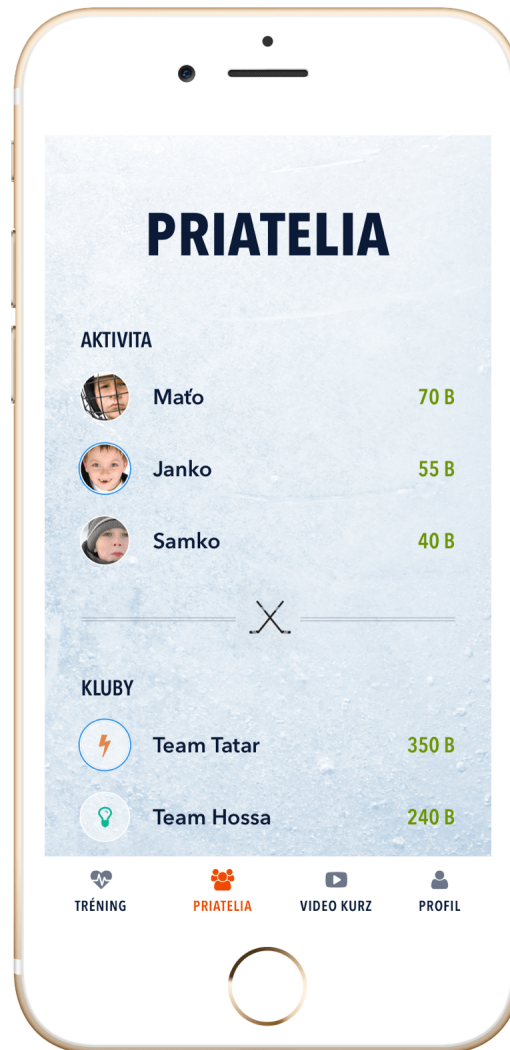 PRIATELIA
AKTIVITA
Maťo 70 B
Janko 55 B
Samko 40 B
KLUBY
Team Tatar 350 B
Team Hossa 240 B
TRÉNING PRIATELIA VIDEO KURZ PROFIL